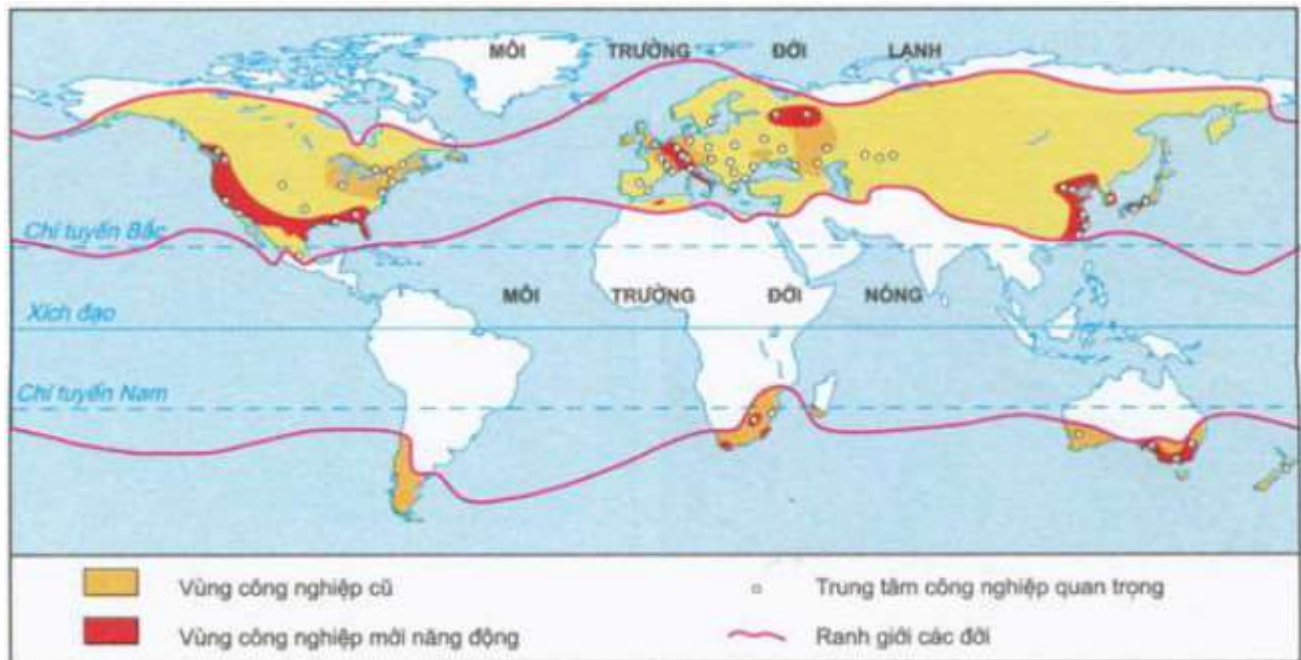 MÔI TRƯỜNG ĐỚI LẠNH
Chí tuyến Bắc
MÔI TRƯỜNG ĐỚI NÓNG
Xích đạo
Chí tuyến Nam
Vùng công nghiệp cũ
Trung tâm công nghiệp quan trọng
Vùng công nghiệp mới năng động
Ranh giới các đới